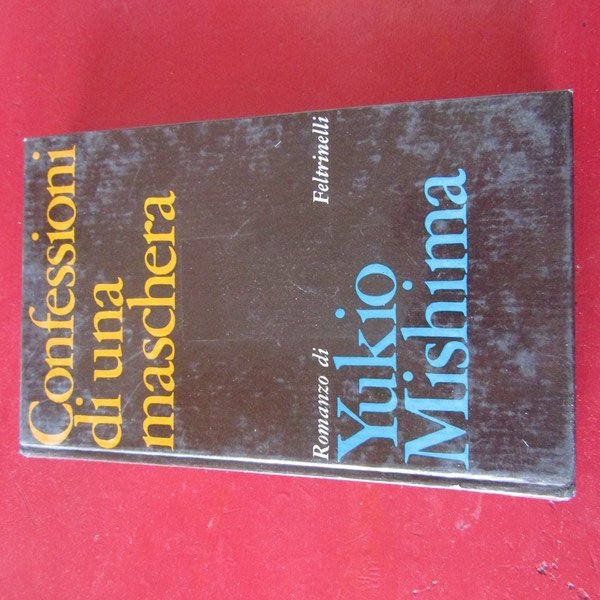 Confessioni
di una
maschera
Romanzo di
Yukio
Mishima
Feltrinelli